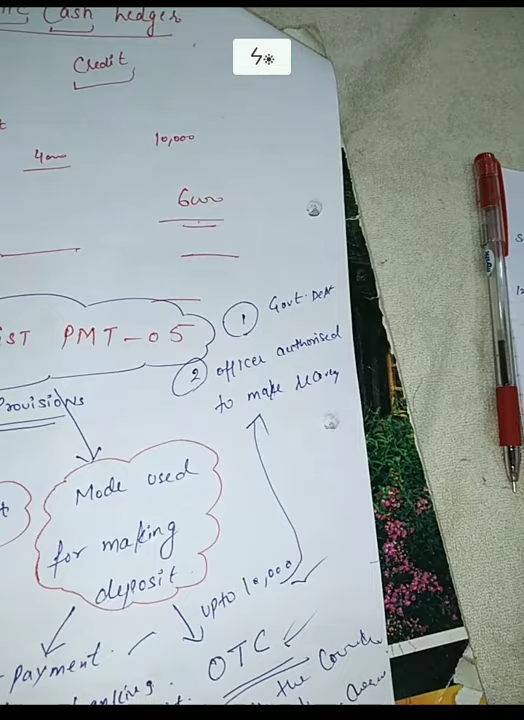 Cash Ledger
Credit
10,000
4000
6000
GST PMT-05
① Govt. Dept
② officer authorised
to make recovery
Provisions
Mode used
for making
deposit
upto 10,000
OTC
Payment
the Counter